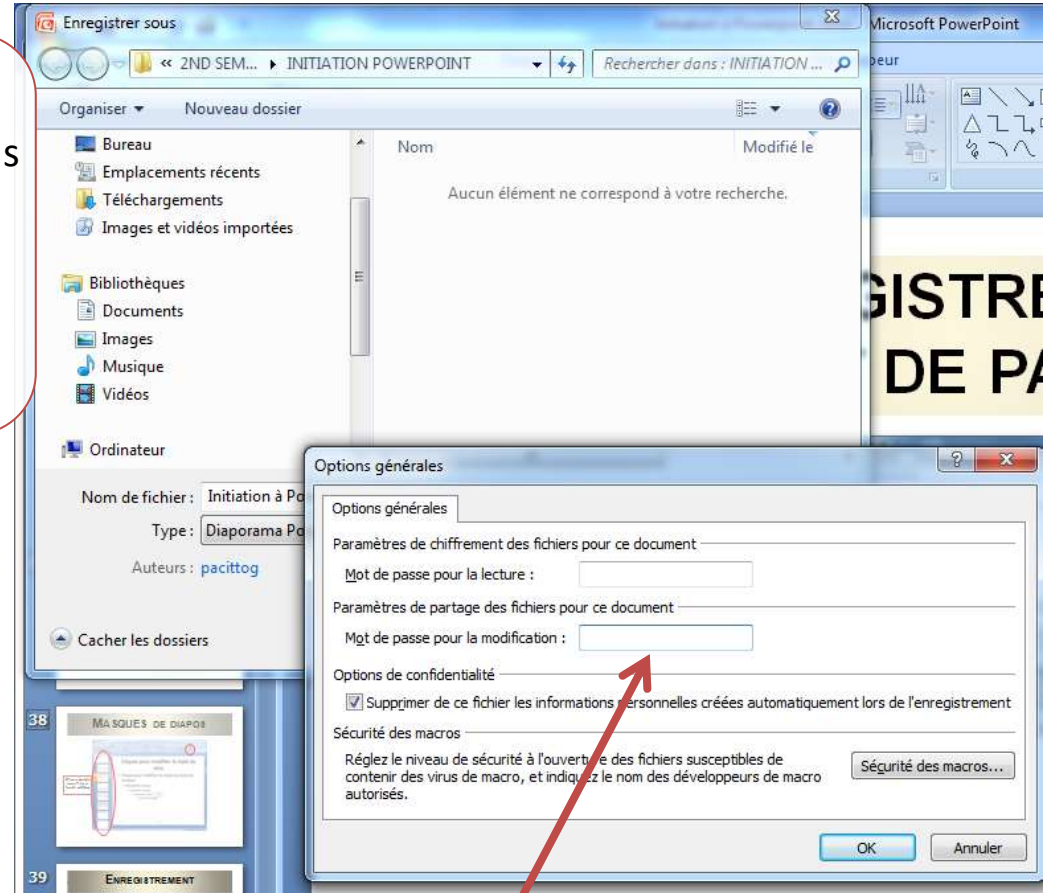 Enregistrer sous
Microsoft PowerPoint
« 2ND SEM... ▸ INITIATION POWERPOINT
Rechercher dans : INITIATION ...
Organiser
Nouveau dossier
s
Bureau
Emplacements récents
Téléchargements
Images et vidéos importées
Bibliothèques
Documents
Images
Musique
Vidéos
Ordinateur
Nom
Modifié le
Aucun élément ne correspond à votre recherche.
GISTRE
DE PA
Nom de fichier : Initiation à Po
Type : Diaporama Po
Auteurs : pacittog
Cacher les dossiers
Options générales
Options générales
Paramètres de chiffrement des fichiers pour ce document
Mot de passe pour la lecture :
Paramètres de partage des fichiers pour ce document
Mot de passe pour la modification :
Options de confidentialité
Supprimer de ce fichier les informations personnelles créées automatiquement lors de l'enregistrement
Sécurité des macros
Réglez le niveau de sécurité à l'ouverture des fichiers susceptibles de
contenir des virus de macro, et indiquez le nom des développeurs de macro
autorisés.
Sécurité des macros...
OK
Annuler
38
MASQUES DE DIAPOS
39
ENREGISTREMENT